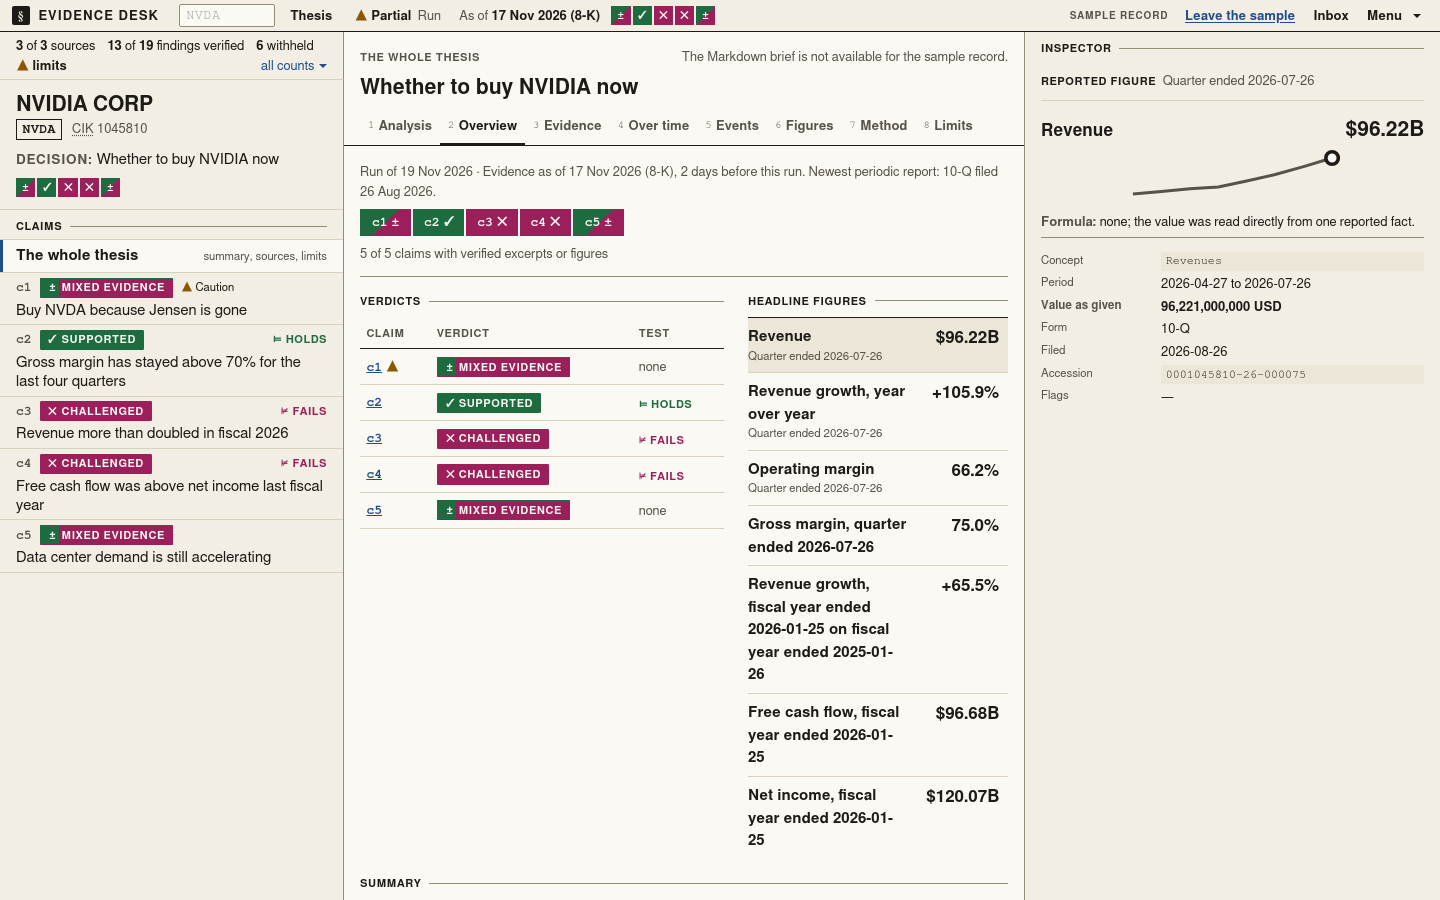 § EVIDENCE DESK NVDA Thesis Partial Run As of 17 Nov 2026 (8-K) ± ✓ ✕ ✕ ± SAMPLE RECORD Leave the sample Inbox Menu
3 of 3 sources 13 of 19 findings verified 6 withheld
limits all counts
NVIDIA CORP
NVDA CIK 1045810
DECISION: Whether to buy NVIDIA now
± ✓ ✕ ✕ ±
CLAIMS
The whole thesis summary, sources, limits
c1 ± MIXED EVIDENCE Caution
Buy NVDA because Jensen is gone
c2 ✓ SUPPORTED ⊨ HOLDS
Gross margin has stayed above 70% for the
last four quarters
c3 ✕ CHALLENGED ⊭ FAILS
Revenue more than doubled in fiscal 2026
c4 ✕ CHALLENGED ⊭ FAILS
Free cash flow was above net income last fiscal
year
c5 ± MIXED EVIDENCE
Data center demand is still accelerating
THE WHOLE THESIS The Markdown brief is not available for the sample record.
Whether to buy NVIDIA now
1 Analysis 2 Overview 3 Evidence 4 Over time 5 Events 6 Figures 7 Method 8 Limits
Run of 19 Nov 2026 · Evidence as of 17 Nov 2026 (8-K), 2 days before this run. Newest periodic report: 10-Q filed
26 Aug 2026.
c1 ± c2 ✓ c3 ✕ c4 ✕ c5 ±
5 of 5 claims with verified excerpts or figures
VERDICTS
CLAIM VERDICT TEST
c1 ± MIXED EVIDENCE none
c2 ✓ SUPPORTED ⊨ HOLDS
c3 ✕ CHALLENGED ⊭ FAILS
c4 ✕ CHALLENGED ⊭ FAILS
c5 ± MIXED EVIDENCE none
HEADLINE FIGURES
Revenue $96.22B
Quarter ended 2026-07-26
Revenue growth, year +105.9%
over year
Quarter ended 2026-07-26
Operating margin 66.2%
Quarter ended 2026-07-26
Gross margin, quarter 75.0%
ended 2026-07-26
Revenue growth, +65.5%
fiscal year ended
2026-01-25 on fiscal
year ended 2025-01-
26
Free cash flow, fiscal $96.68B
year ended 2026-01-
25
Net income, fiscal $120.07B
year ended 2026-01-
25
SUMMARY
INSPECTOR
REPORTED FIGURE Quarter ended 2026-07-26
Revenue $96.22B
Formula: none; the value was read directly from one reported fact.
Concept Revenues
Period 2026-04-27 to 2026-07-26
Value as given 96,221,000,000 USD
Form 10-Q
Filed 2026-08-26
Accession 0001045810-26-000075
Flags —